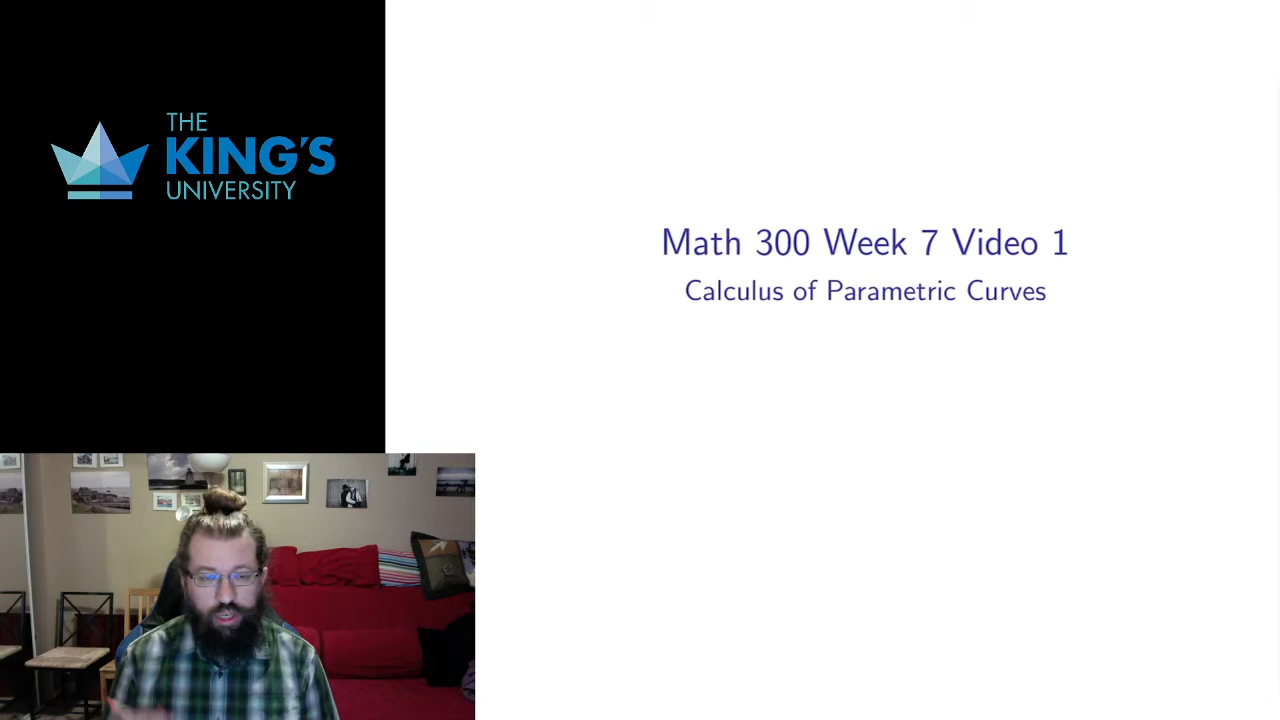 THE
KING'S
UNIVERSITY
Math 300 Week 7 Video 1
Calculus of Parametric Curves